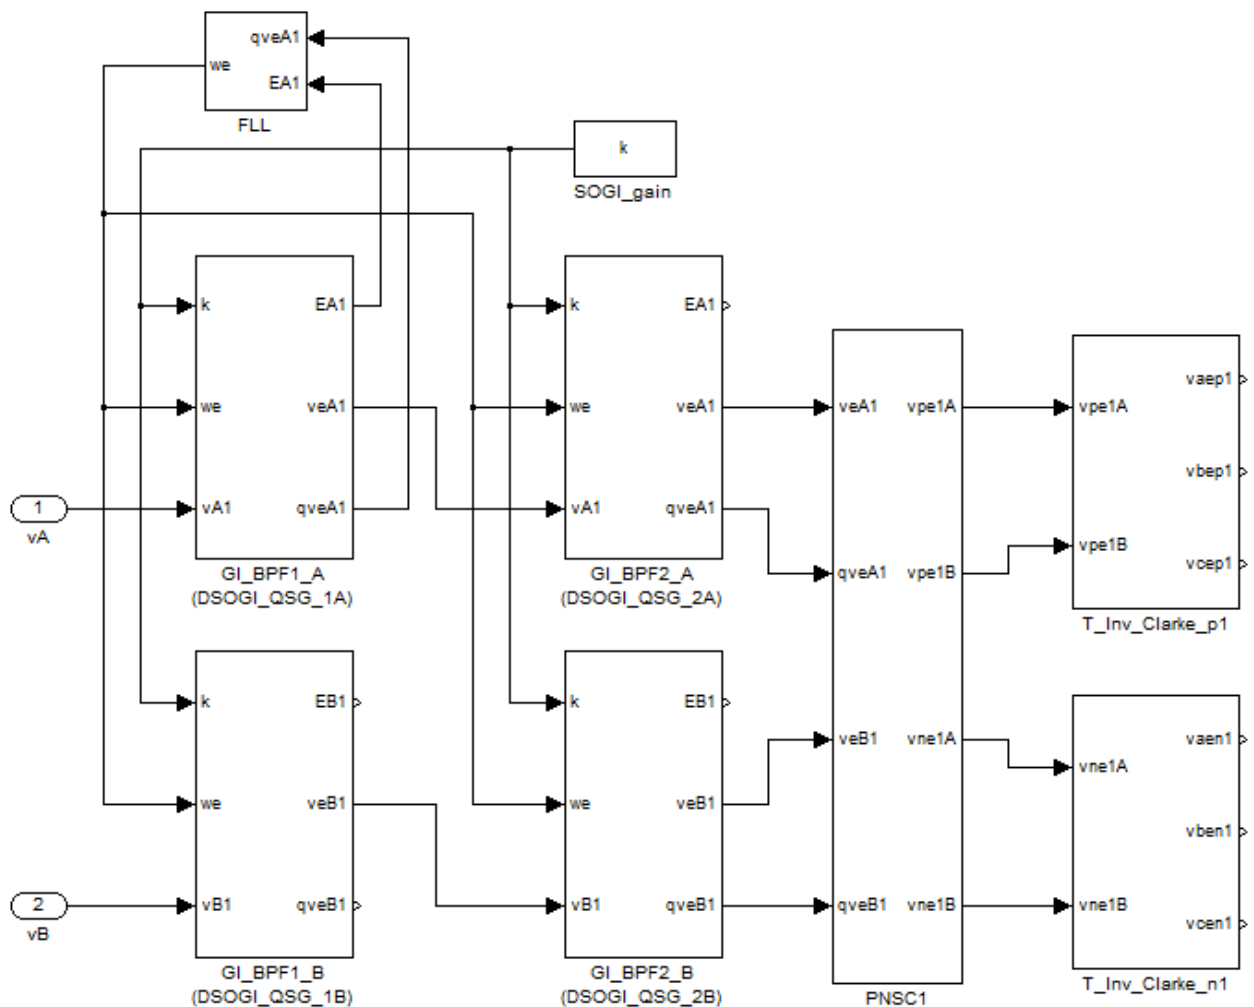 qveA1
we
EA1
FLL
k
SOGI_gain
k
EA1
we
veA1
vA1
qveA1
GI_BPF1_A
(DSOGI_QSG_1A)
k
EA1
we
veA1
vA1
qveA1
GI_BPF2_A
(DSOGI_QSG_2A)
1
vA
k
EB1
we
veB1
vB1
qveB1
GI_BPF1_B
(DSOGI_QSG_1B)
k
EB1
we
veB1
vB1
qveB1
GI_BPF2_B
(DSOGI_QSG_2B)
2
vB
veA1
vpe1A
qveA1
vpe1B
veB1
vne1A
qveB1
vne1B
PNSC1
vaep1
vpe1A
vbep1
vpe1B
vcep1
T_Inv_Clarke_p1
vaen1
vne1A
vben1
vne1B
vcen1
T_Inv_Clarke_n1